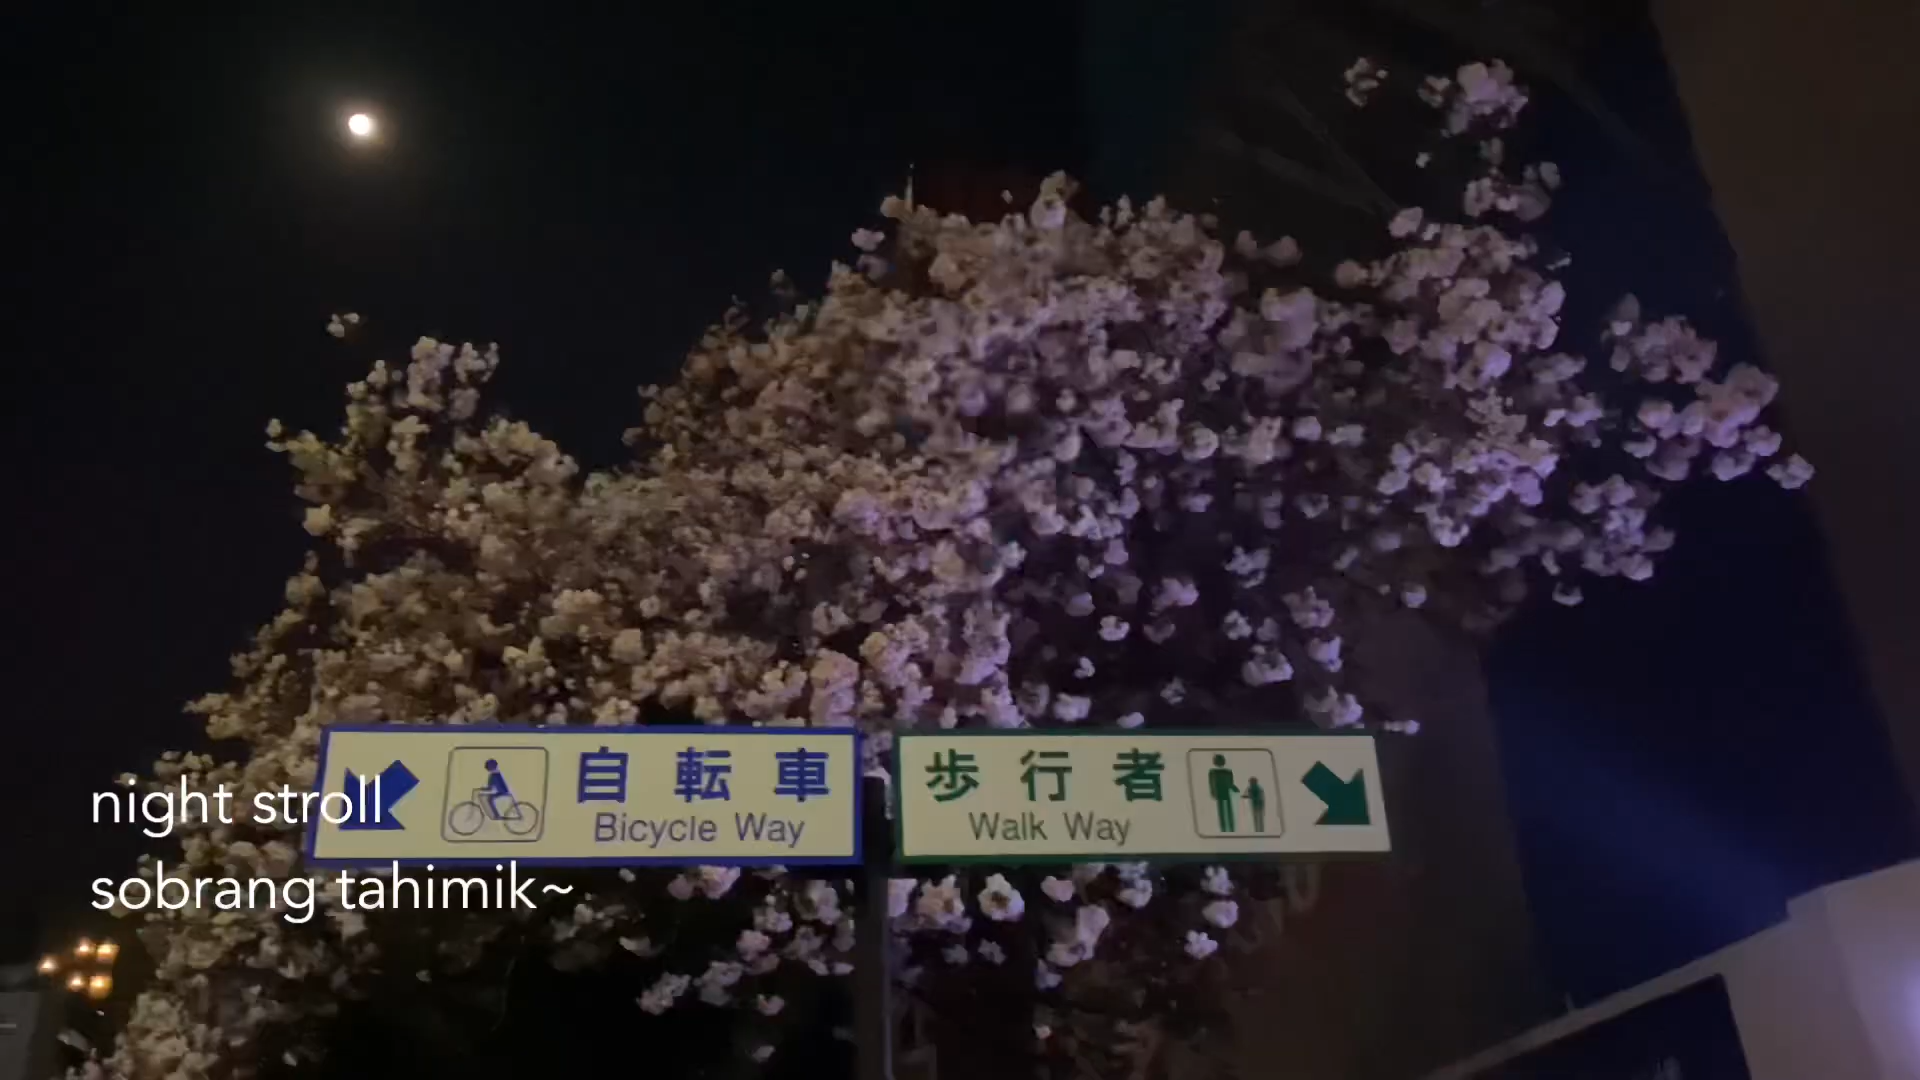 自転車
Bicycle Way
歩行者
Walk Way
night stroll
sobrang tahimik~